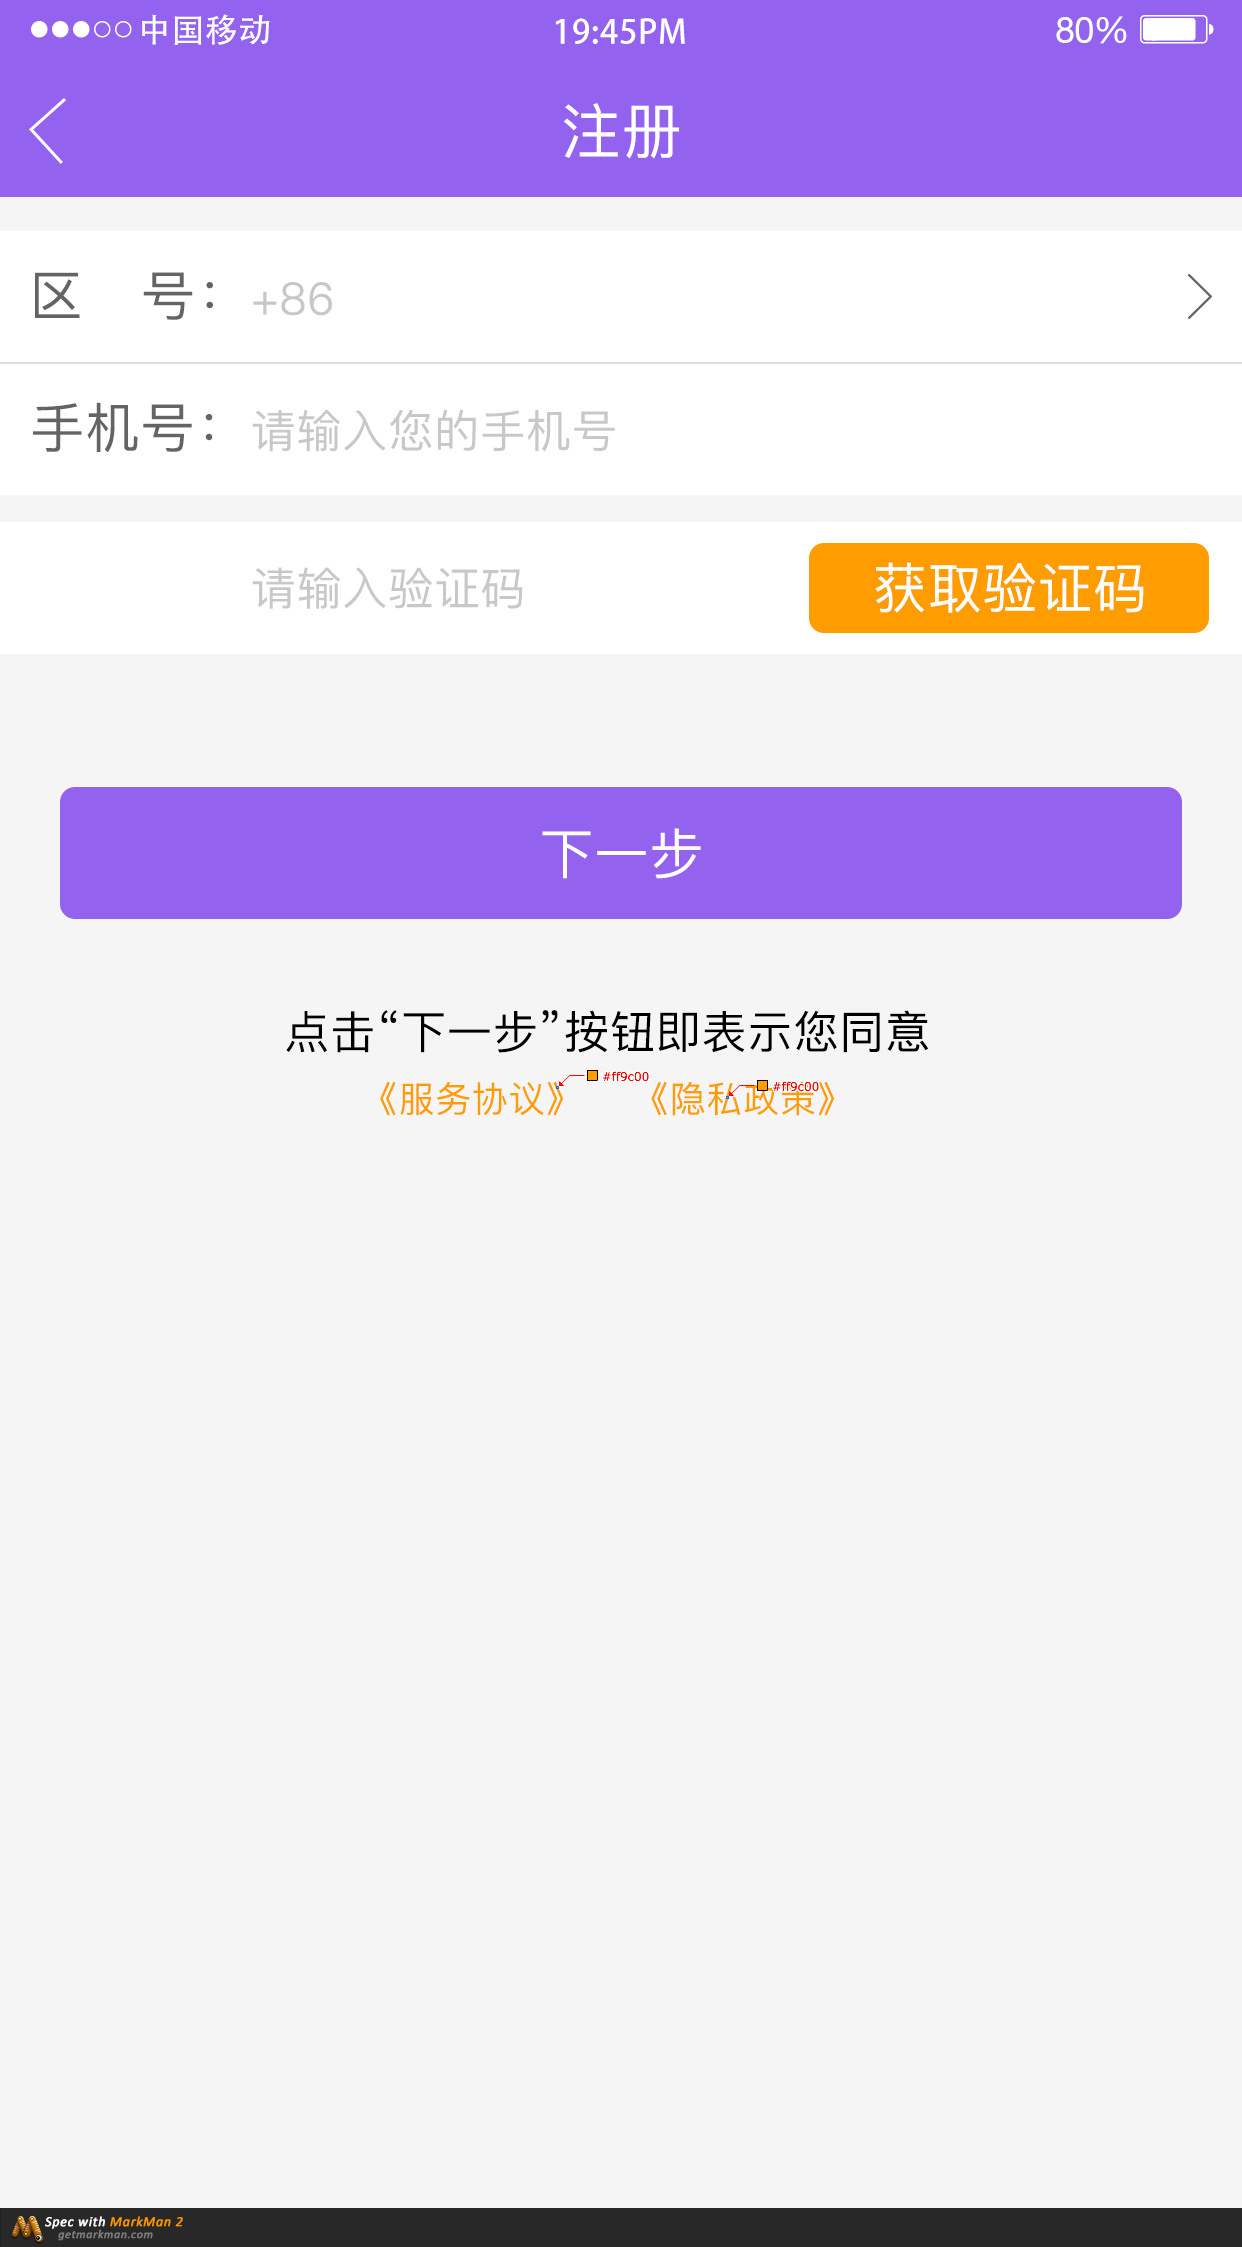 中国移动 19:45PM 80%
注册
区 号： +86
手机号： 请输入您的手机号
请输入验证码 获取验证码
下一步
点击“下一步”按钮即表示您同意
#ff9c00 #ff9c00
《服务协议》 《隐私政策》
Spec with MarkMan 2
getmarkman.com